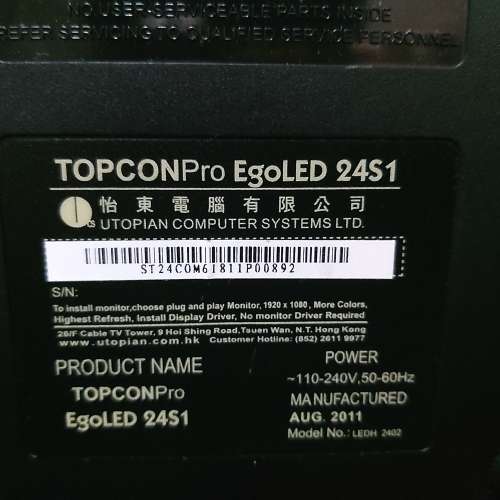 NO USER-SERVICEABLE PARTS INSIDE
REFER SERVICING TO QUALIFIED SERVICE PERSONNEL
TOPCONPro EgoLED 24S1
怡東電腦有限公司
CS UTOPIAN COMPUTER SYSTEMS LTD.
ST24COM61811P00892
S/N:
To install monitor,choose plug and play Monitor, 1920 x 1080, More Colors,
Highest Refresh, Install Display Driver, No monitor Driver Required
26/F Cable TV Tower, 9 Hoi Shing Road,Tsuen Wan, N.T. Hong Kong
www.utopian.com.hk Customer Hotline: (852) 2611 9977
PRODUCT NAME
TOPCONPro
EgoLED 24S1
POWER
~110-240V,50-60Hz
MANUFACTURED
AUG. 2011
Model No.: LEDH 2402